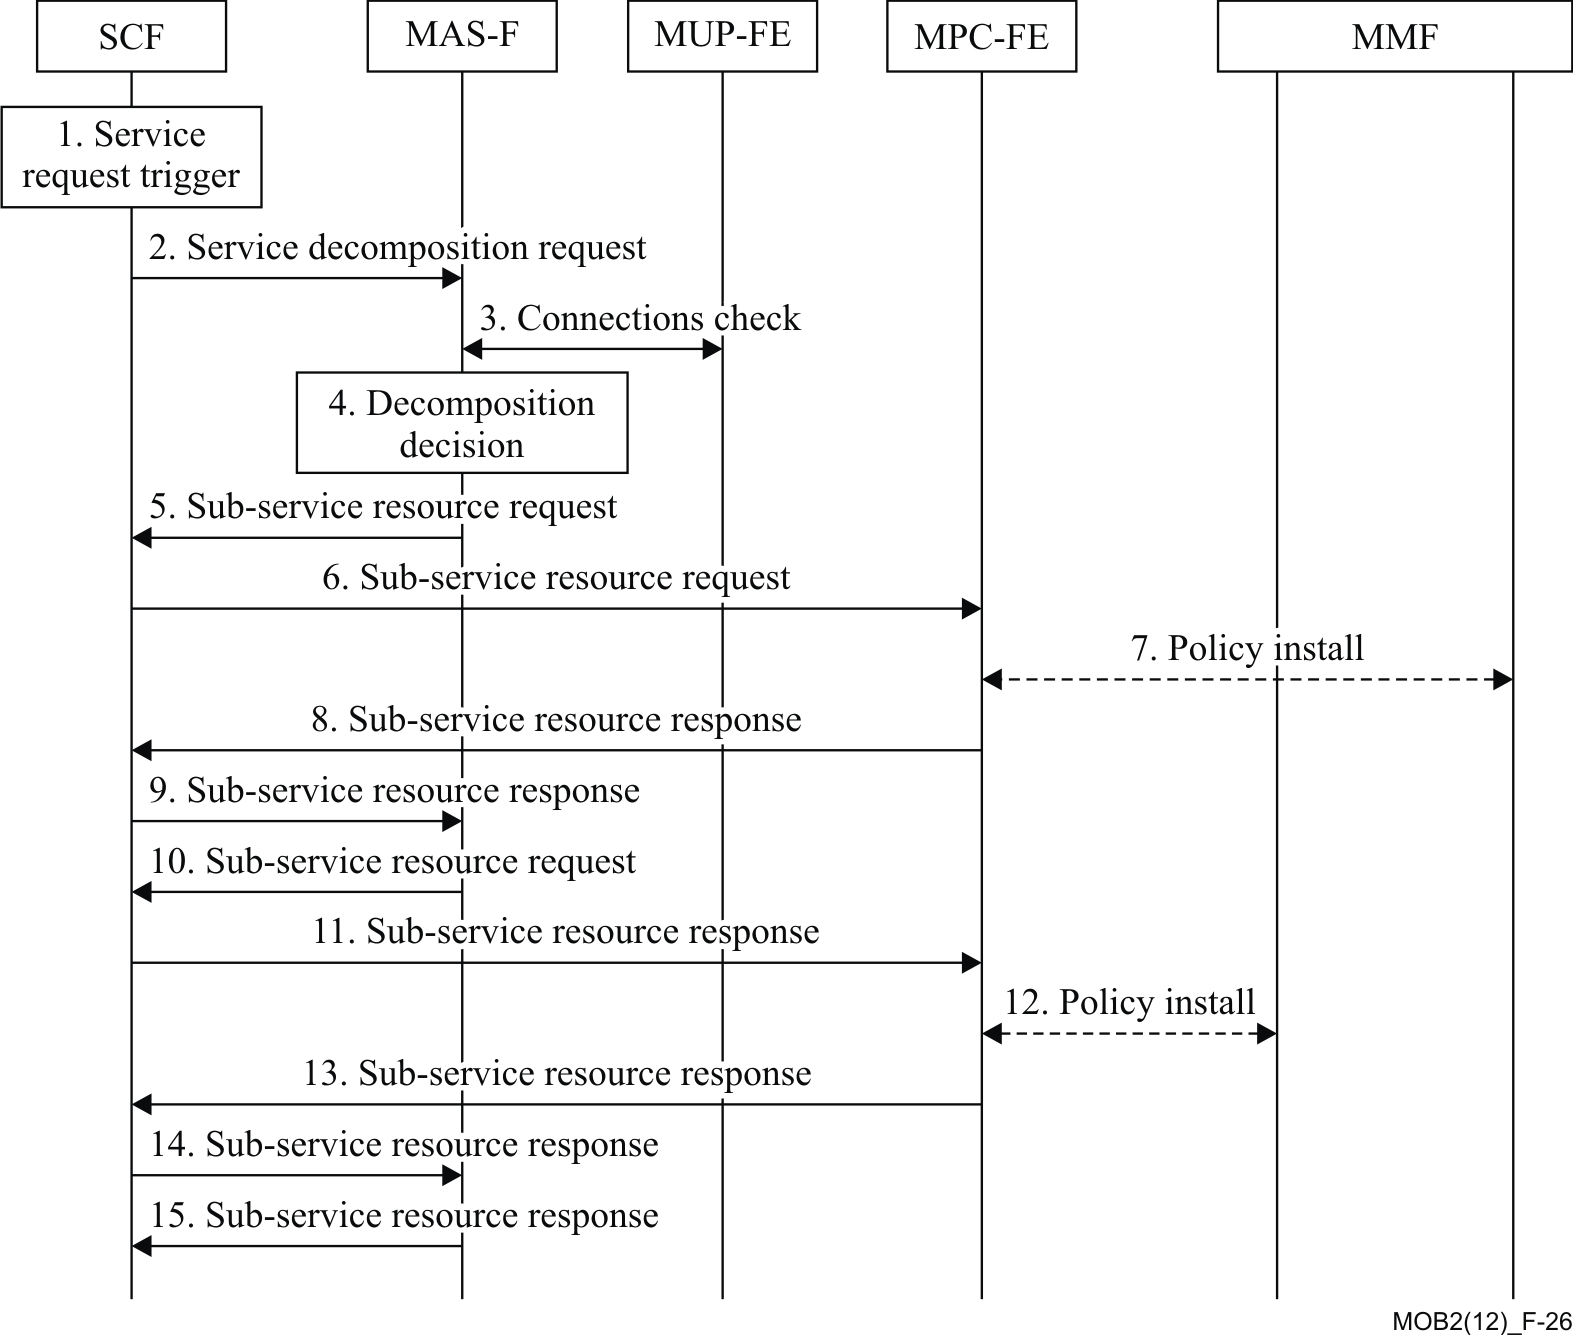 SCF
MAS-F
MUP-FE
MPC-FE
MMF
1. Service
request trigger
2. Service decomposition request
3. Connections check
4. Decomposition
decision
5. Sub-service resource request
6. Sub-service resource request
7. Policy install
8. Sub-service resource response
9. Sub-service resource response
10. Sub-service resource request
11. Sub-service resource response
12. Policy install
13. Sub-service resource response
14. Sub-service resource response
15. Sub-service resource response
MOB2(12)_F-26